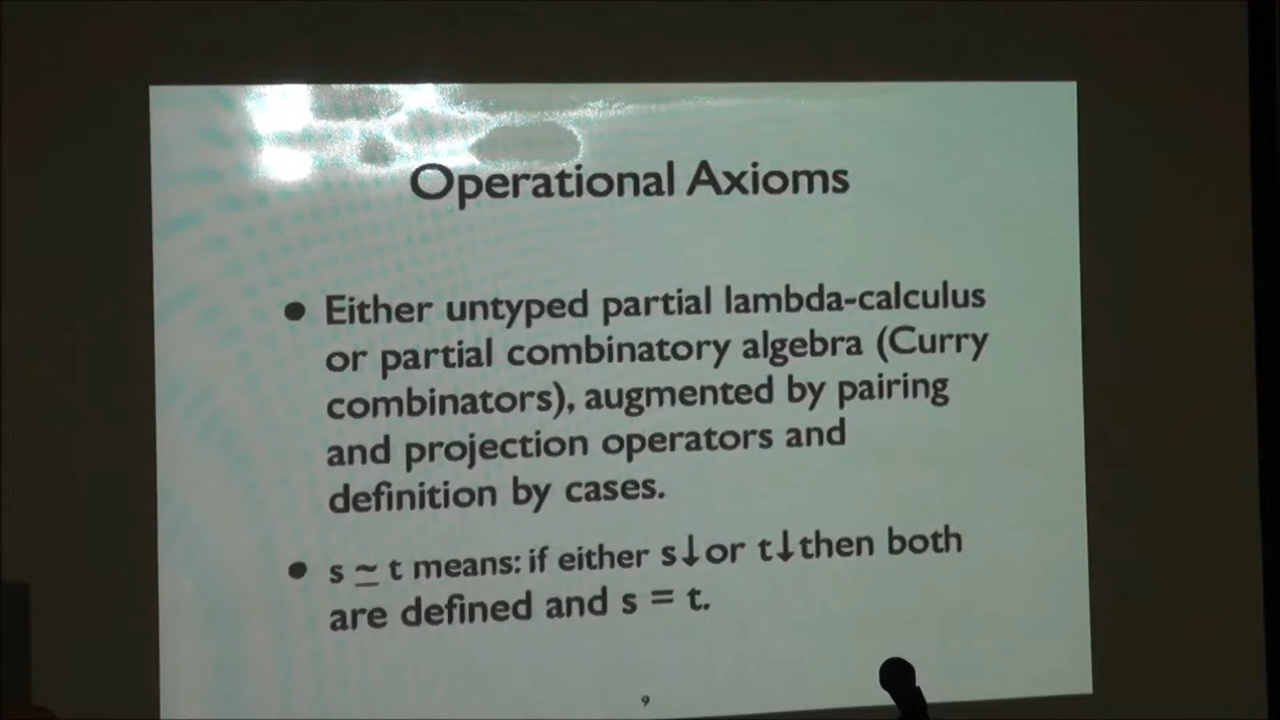 Operational Axioms
• Either untyped partial lambda-calculus
or partial combinatory algebra (Curry
combinators), augmented by pairing
and projection operators and
definition by cases.
• s ≃ t means: if either s↓ or t↓ then both
are defined and s = t.
9